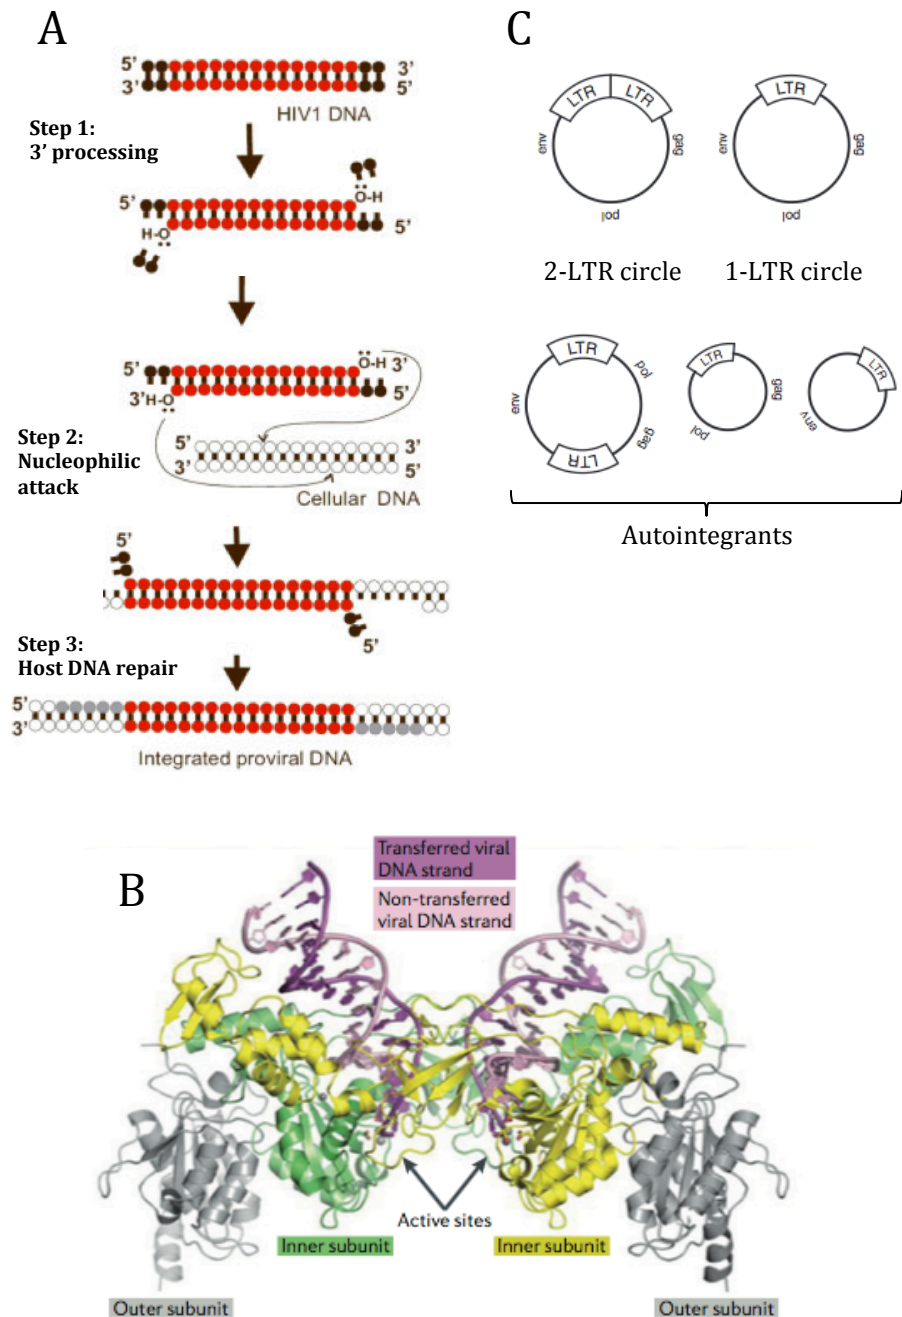 A
5' 3'
3' 5'
HIV1 DNA
Step 1:
3' processing
Ö-H
5'
5'
H-Ö
Ö-H 3'
5'
5'
3'H-Ö
Step 2:
Nucleophilic
attack
5' 3'
3' 5'
Cellular DNA
5'
5'
Step 3:
Host DNA repair
5'
3'
Integrated proviral DNA
C
LTR LTR
env gag
pol
2-LTR circle
LTR
env gag
pol
1-LTR circle
LTR
pol
env
gag
LTR
LTR
gag
pol
LTR
env
Autointegrants
B
Transferred viral
DNA strand
Non-transferred
viral DNA strand
Active sites
Inner subunit
Inner subunit
Outer subunit
Outer subunit